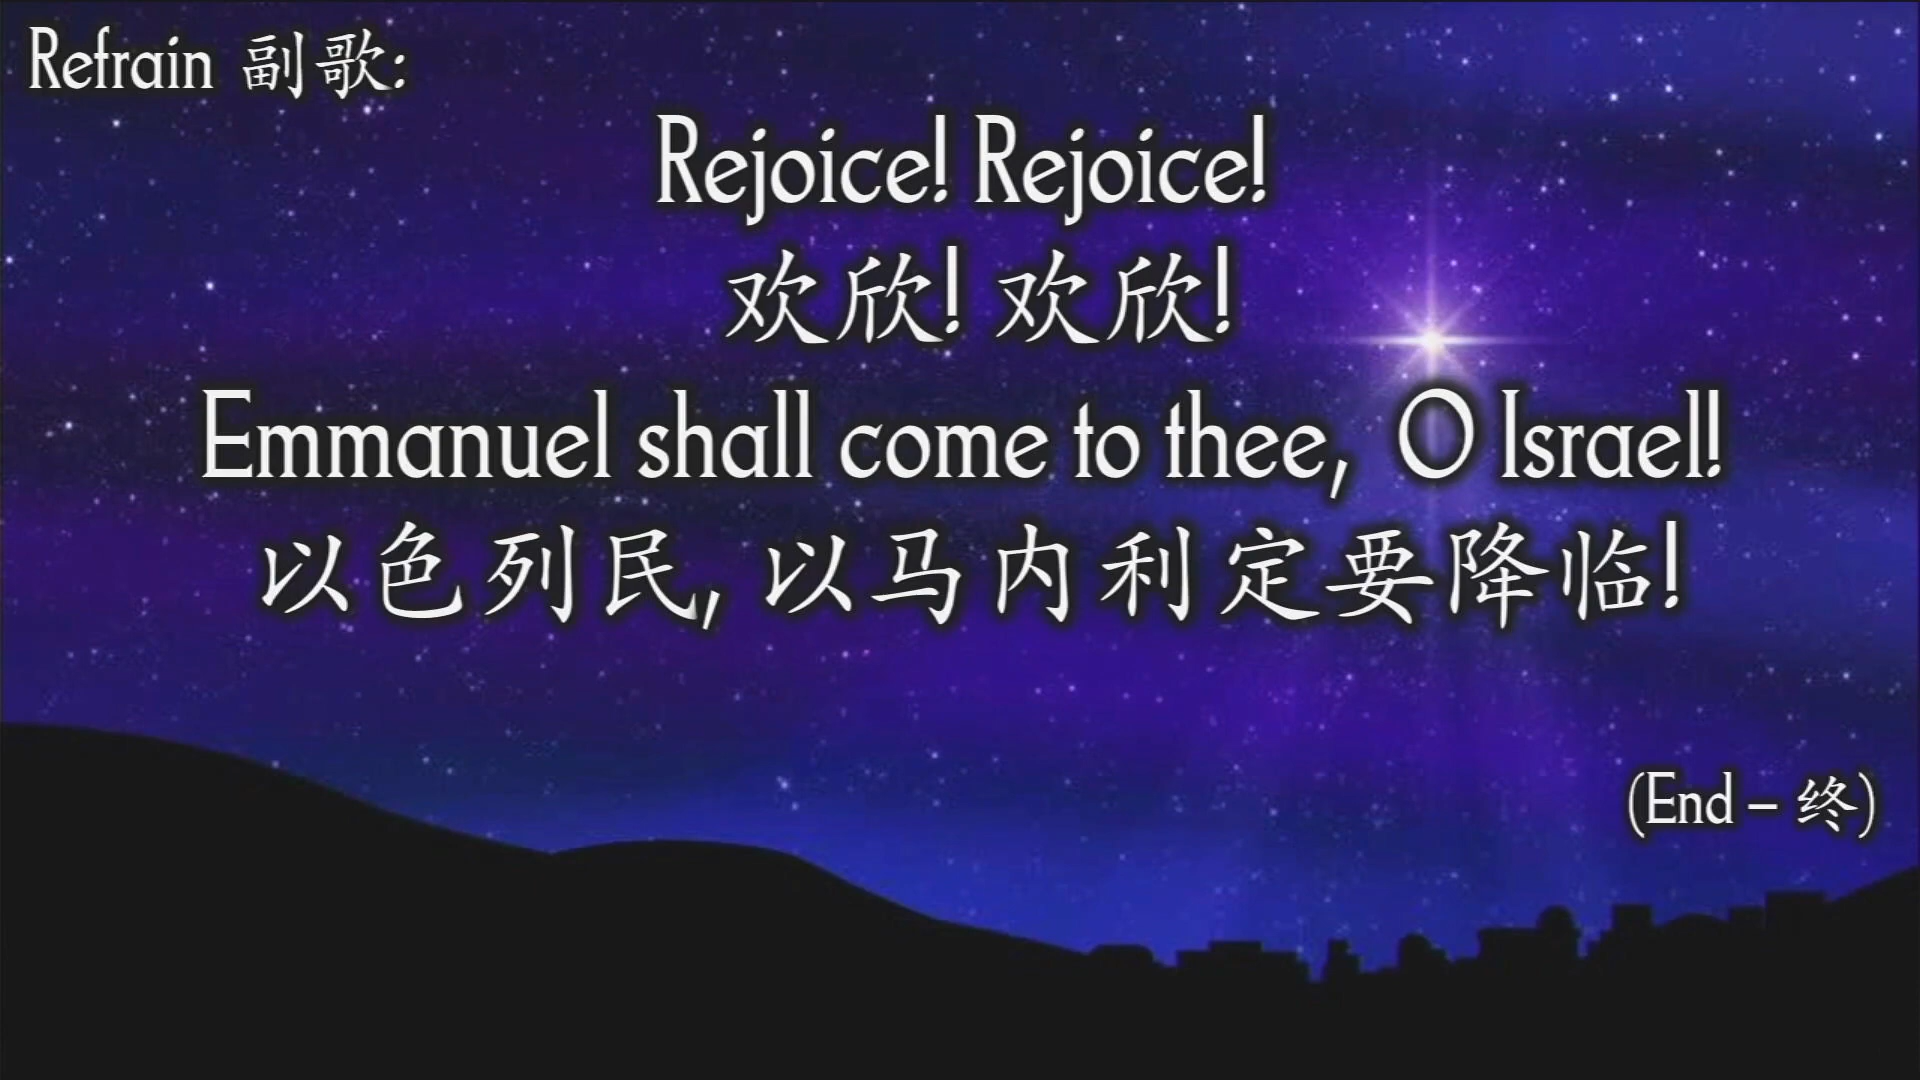 Refrain 副歌:
Rejoice! Rejoice!
欢欣! 欢欣!
Emmanuel shall come to thee, O Israel!
以色列民, 以马内利定要降临!
(End – 终)